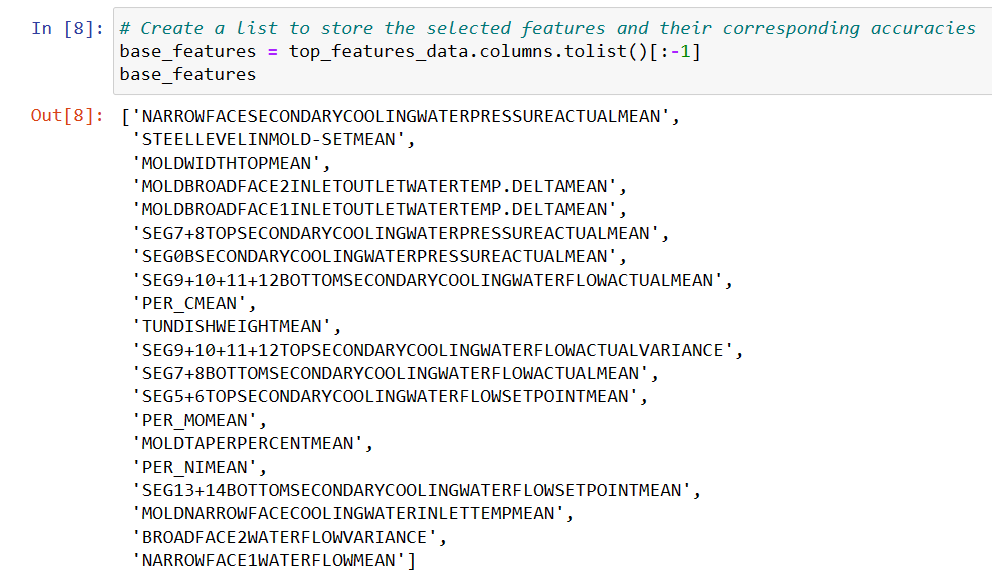 In [8]: # Create a list to store the selected features and their corresponding accuracies
base_features = top_features_data.columns.tolist()[:-1]
base_features
Out[8]: ['NARROWFACESECONDARYCOOLINGWATERPRESSUREACTUALMEAN',
'STEELLEVELINMOLD-SETMEAN',
'MOLDWIDTHTOPMEAN',
'MOLDBROADFACE2INLETOUTLETWATERTEMP.DELTAMEAN',
'MOLDBROADFACE1INLETOUTLETWATERTEMP.DELTAMEAN',
'SEG7+8TOPSECONDARYCOOLINGWATERPRESSUREACTUALMEAN',
'SEG0BSECONDARYCOOLINGWATERPRESSUREACTUALMEAN',
'SEG9+10+11+12BOTTOMSECONDARYCOOLINGWATERFLOWACTUALMEAN',
'PER_CMEAN',
'TUNDISHWEIGHTMEAN',
'SEG9+10+11+12TOPSECONDARYCOOLINGWATERFLOWACTUALVARIANCE',
'SEG7+8BOTTOMSECONDARYCOOLINGWATERFLOWACTUALMEAN',
'SEG5+6TOPSECONDARYCOOLINGWATERFLOWSETPOINTMEAN',
'PER_MOMEAN',
'MOLDTAPERPERCENTMEAN',
'PER_NIMEAN',
'SEG13+14BOTTOMSECONDARYCOOLINGWATERFLOWSETPOINTMEAN',
'MOLDNARROWFACECOOLINGWATERINLETTEMPMEAN',
'BROADFACE2WATERFLOWVARIANCE',
'NARROWFACE1WATERFLOWMEAN']